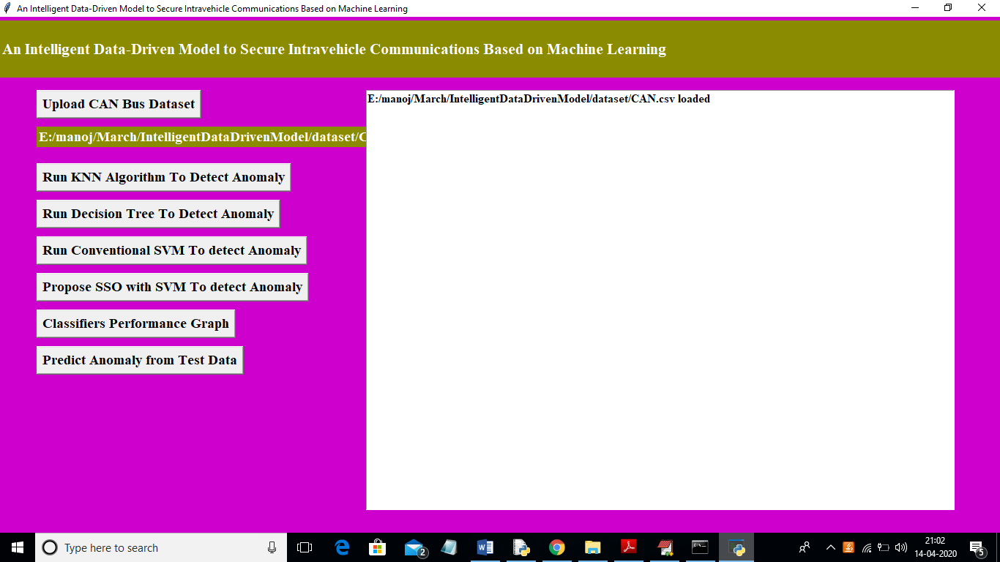 An Intelligent Data-Driven Model to Secure Intravehicle Communications Based on Machine Learning
An Intelligent Data-Driven Model to Secure Intravehicle Communications Based on Machine Learning
Upload CAN Bus Dataset
E:/manoj/March/IntelligentDataDrivenModel/dataset/C
Run KNN Algorithm To Detect Anomaly
Run Decision Tree To Detect Anomaly
Run Conventional SVM To detect Anomaly
Propose SSO with SVM To detect Anomaly
Classifiers Performance Graph
Predict Anomaly from Test Data
E:/manoj/March/IntelligentDataDrivenModel/dataset/CAN.csv loaded
Type here to search
2
21:02
14-04-2020
5